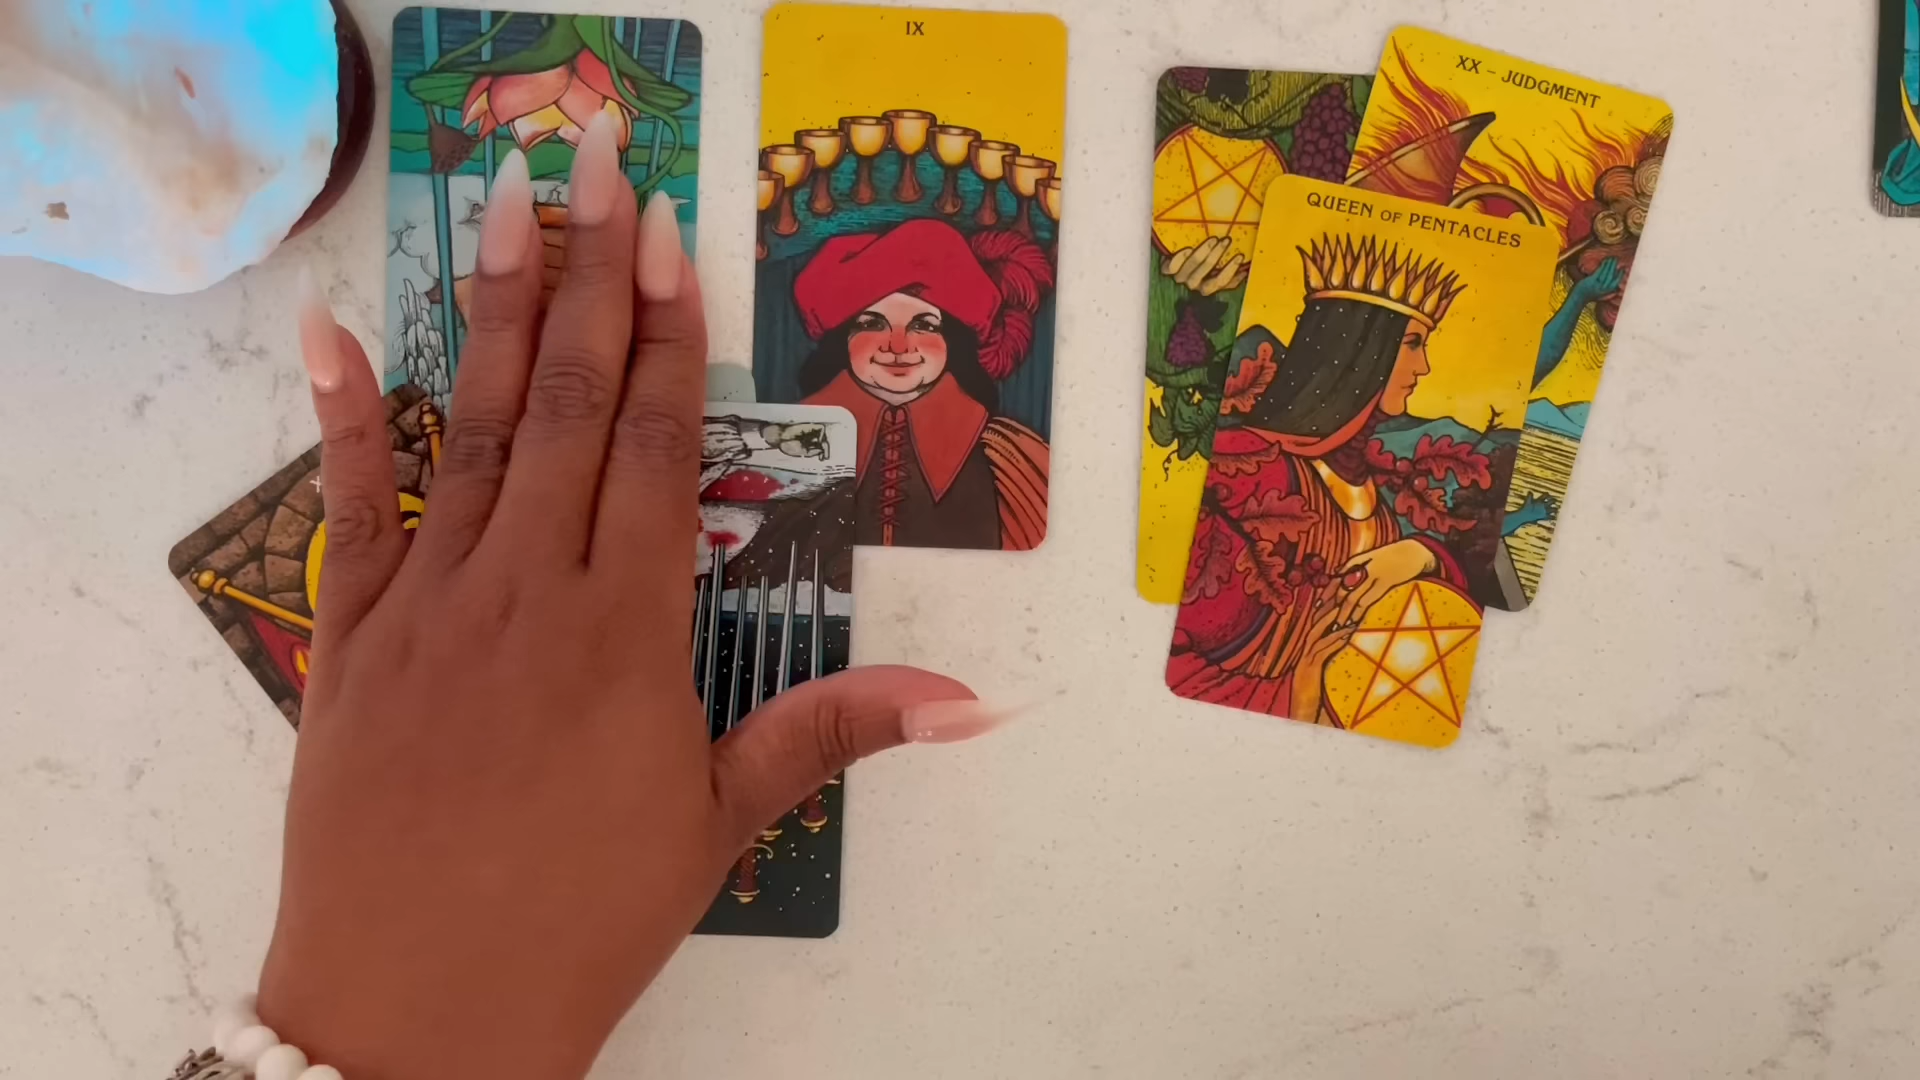 IX
XX – JUDGMENT
QUEEN OF PENTACLES